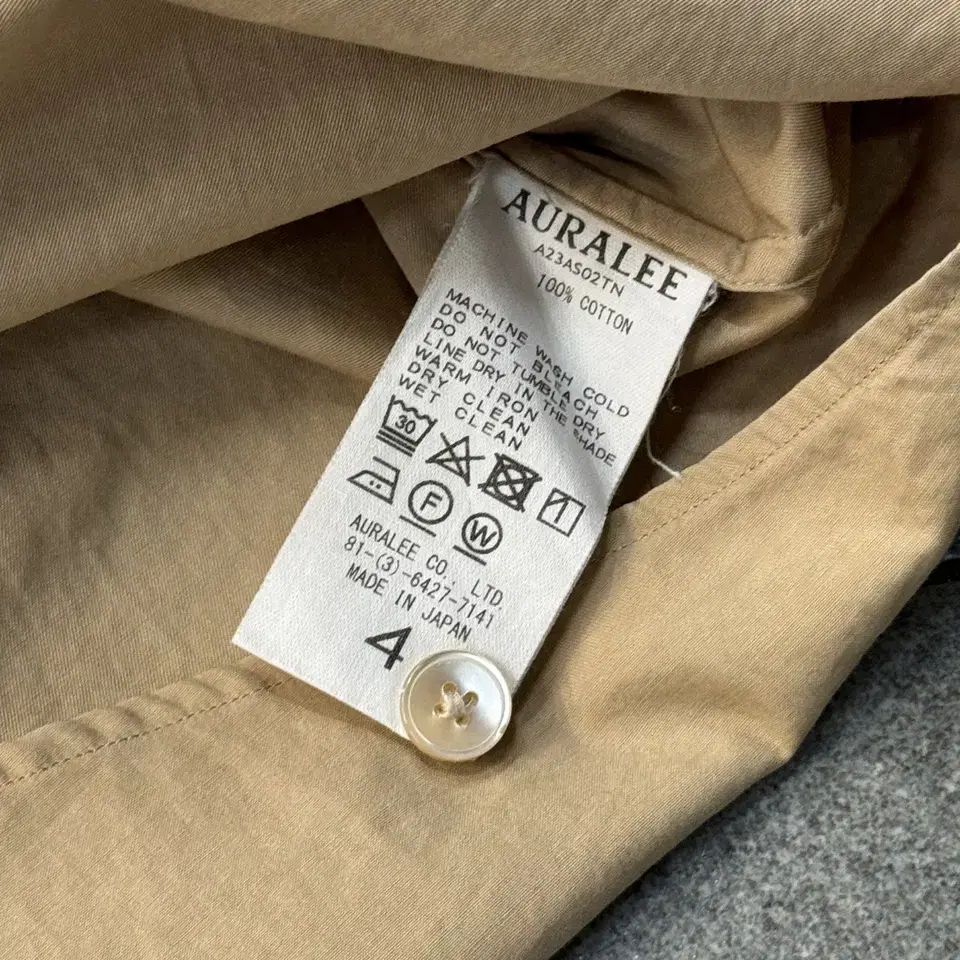 AURALEE
A23AS02TN
100% COTTON
MACHINE WASH COLD
DO NOT BLEACH
DO NOT TUMBLE DRY
LINE DRY IN THE SHADE
WARM IRON
DRY CLEAN
WET CLEAN
30
F
W
AURALEE CO., LTD.
81-(3)-6427-7141
MADE IN JAPAN
4